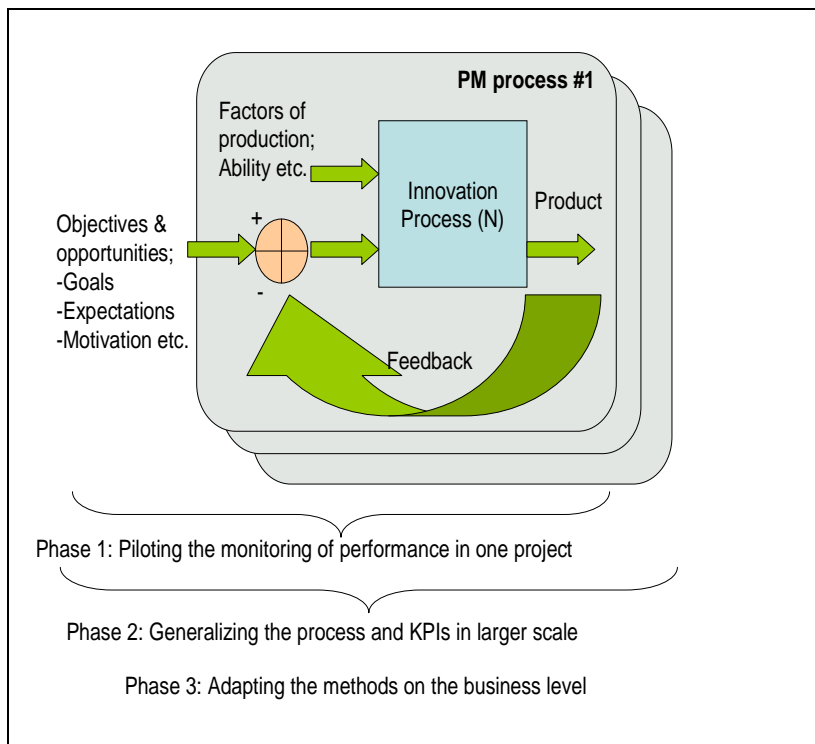 PM process #1
Factors of
production;
Ability etc.
Innovation
Process (N)
Product
+
Objectives &
opportunities;
-Goals
-Expectations
-Motivation etc.
-
Feedback
Phase 1: Piloting the monitoring of performance in one project
Phase 2: Generalizing the process and KPIs in larger scale
Phase 3: Adapting the methods on the business level